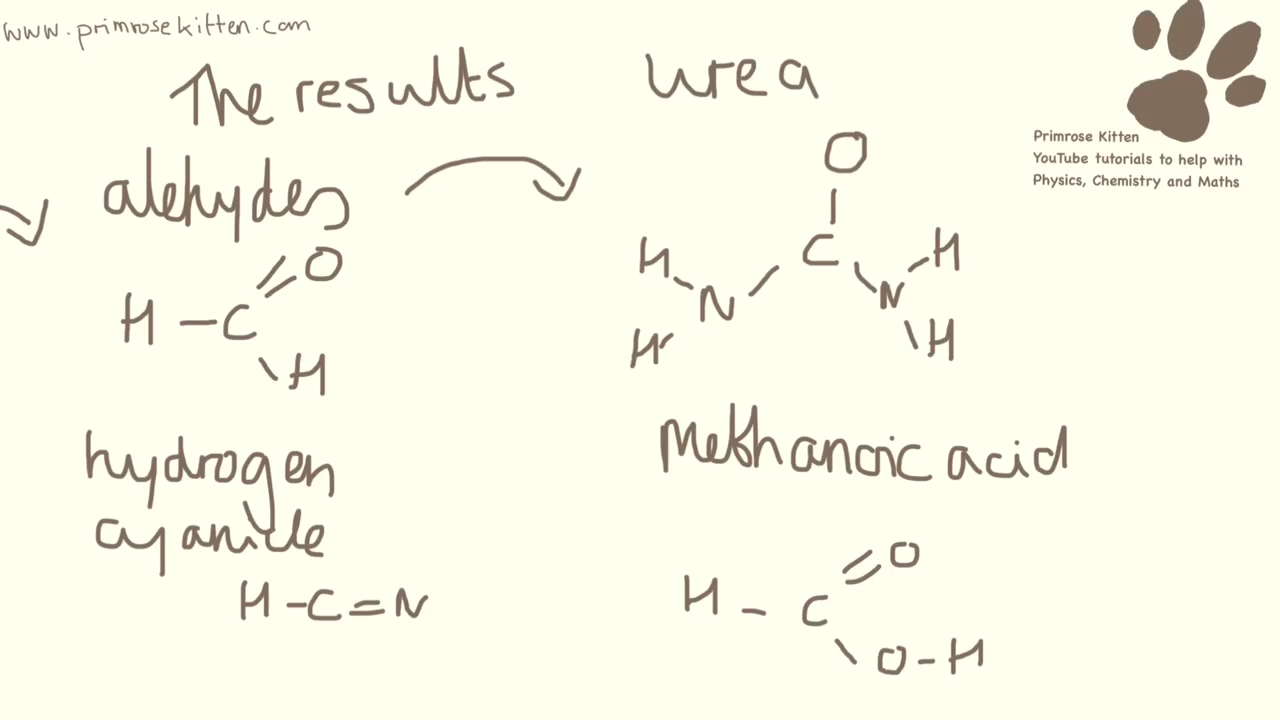 www.primrosekitten.com
The results
urea
Primrose Kitten
YouTube tutorials to help with
Physics, Chemistry and Maths
alehydes
O
H – C
H
O
C
H
N
N
H
H
H
hydrogen
cyanide
H – C = N
Methanoic acid
O
H – C
O – H